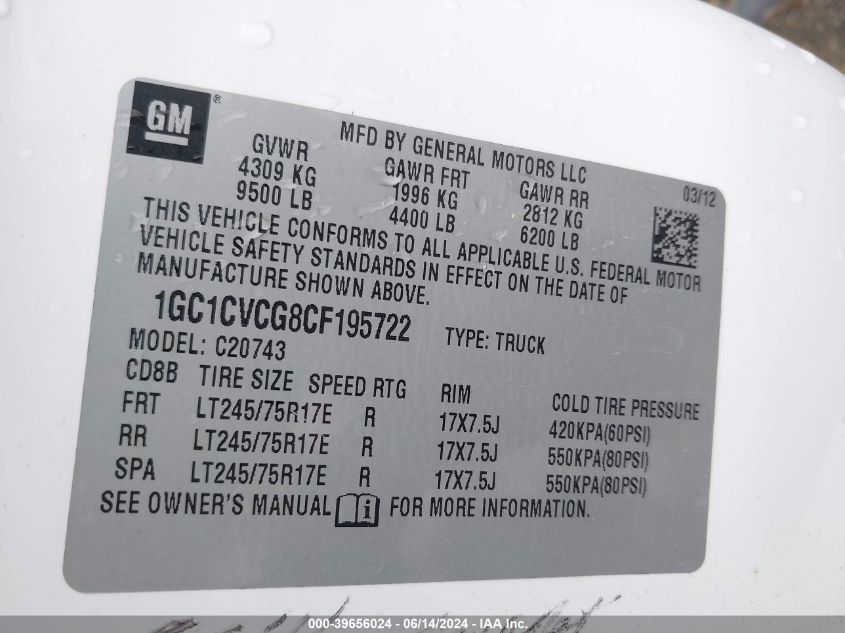 GM ®
MFD BY GENERAL MOTORS LLC
03/12
GVWR GAWR FRT GAWR RR
4309 KG 1996 KG 2812 KG
9500 LB 4400 LB 6200 LB
THIS VEHICLE CONFORMS TO ALL APPLICABLE U.S. FEDERAL MOTOR
VEHICLE SAFETY STANDARDS IN EFFECT ON THE DATE OF
MANUFACTURE SHOWN ABOVE.
1GC1CVCG8CF195722 TYPE: TRUCK
MODEL: C20743
CD8B TIRE SIZE SPEED RTG RIM COLD TIRE PRESSURE
FRT LT245/75R17E R 17X7.5J 420KPA(60PSI)
RR LT245/75R17E R 17X7.5J 550KPA(80PSI)
SPA LT245/75R17E R 17X7.5J 550KPA(80PSI)
SEE OWNER'S MANUAL i FOR MORE INFORMATION.
000-39656024 - 06/14/2024 - IAA Inc.